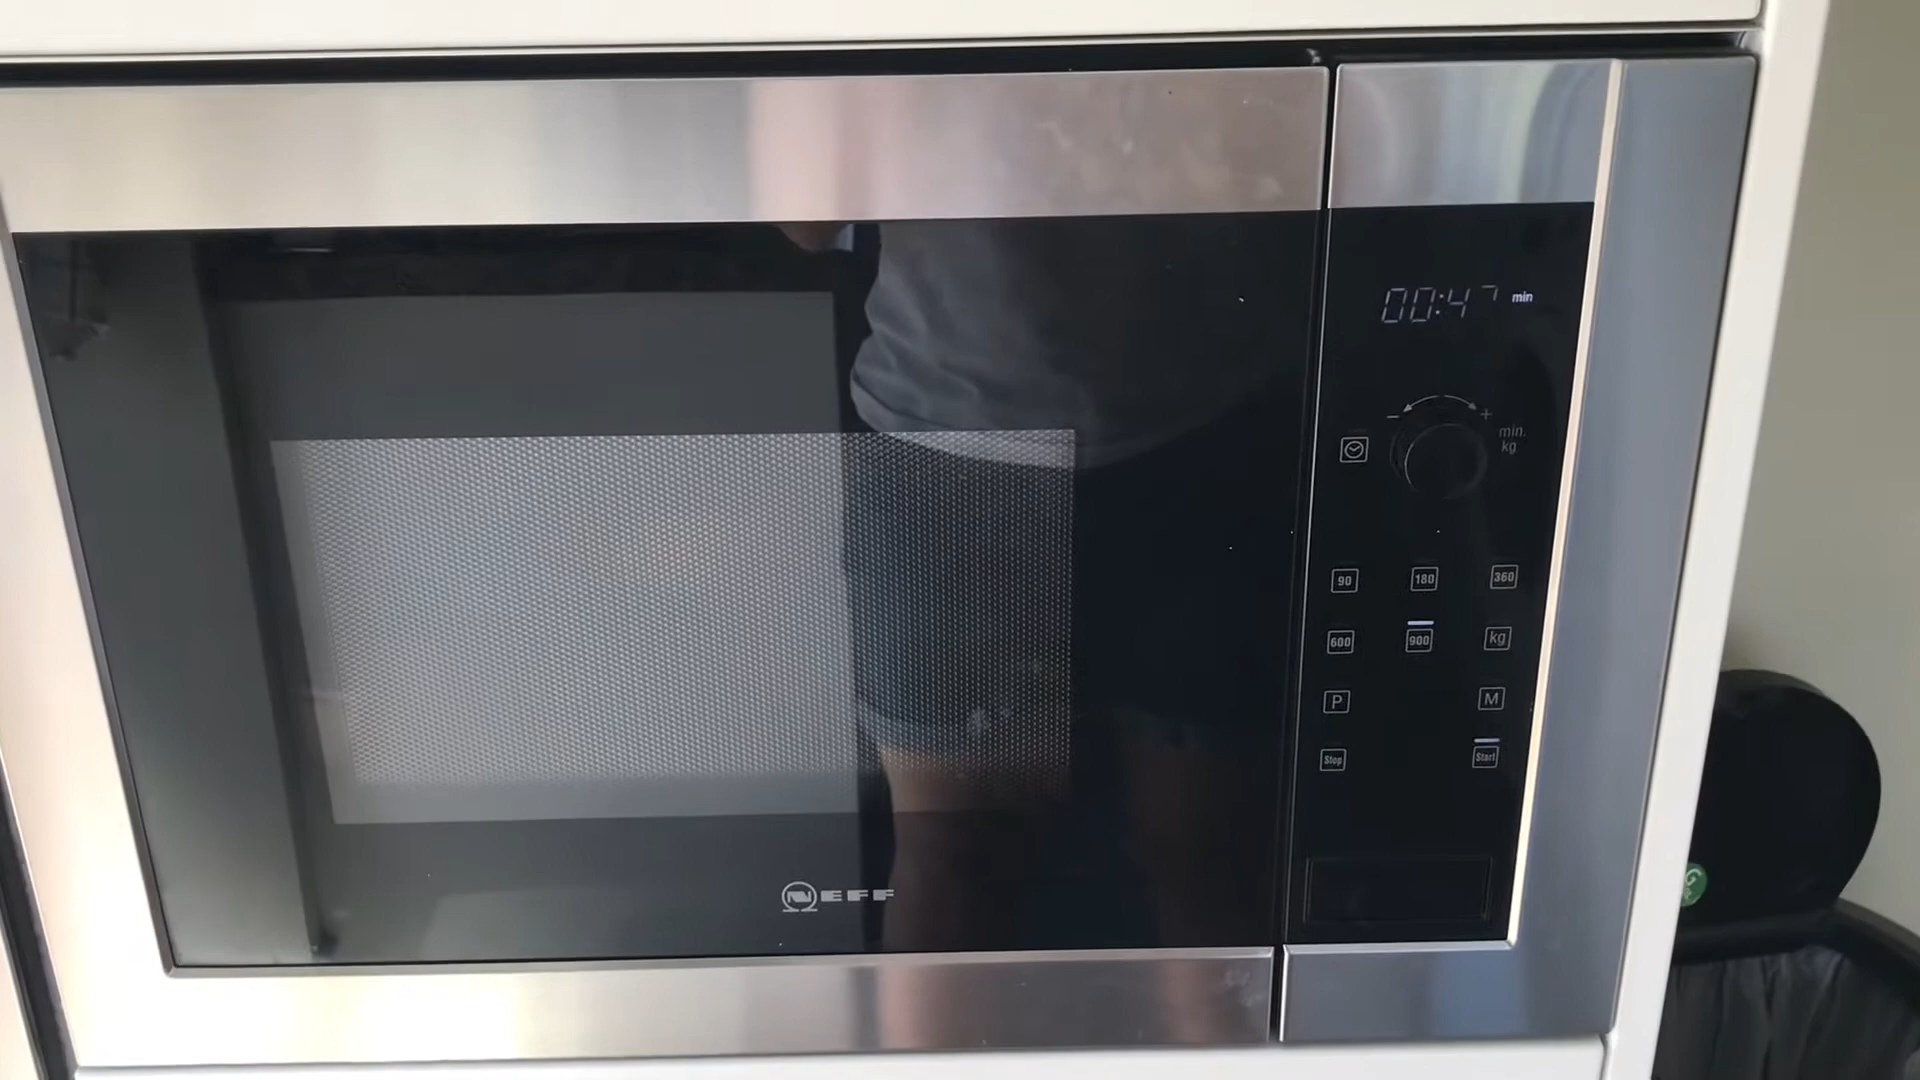 00:47 min
- +
min.
kg
90 180 360
600 900 kg
P M
Stop Start
NEFF
G